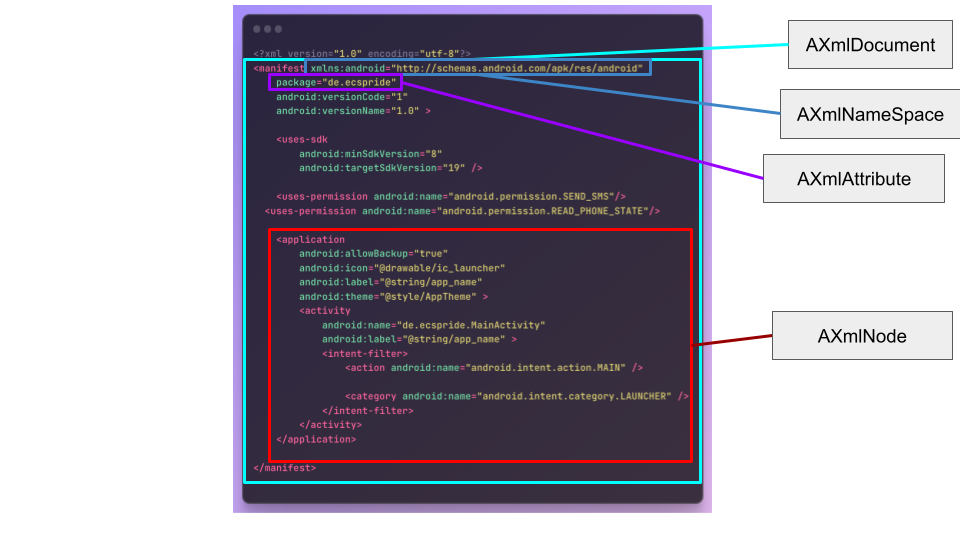 <?xml version="1.0" encoding="utf-8"?>
<manifest xmlns:android="http://schemas.android.com/apk/res/android"
package="de.ecspride"
android:versionCode="1"
android:versionName="1.0" >
<uses-sdk
android:minSdkVersion="8"
android:targetSdkVersion="19" />
<uses-permission android:name="android.permission.SEND_SMS"/>
<uses-permission android:name="android.permission.READ_PHONE_STATE"/>
<application
android:allowBackup="true"
android:icon="@drawable/ic_launcher"
android:label="@string/app_name"
android:theme="@style/AppTheme" >
<activity
android:name="de.ecspride.MainActivity"
android:label="@string/app_name" >
<intent-filter>
<action android:name="android.intent.action.MAIN" />
<category android:name="android.intent.category.LAUNCHER" />
</intent-filter>
</activity>
</application>
</manifest>
AXmlDocument
AXmlNameSpace
AXmlAttribute
AXmlNode